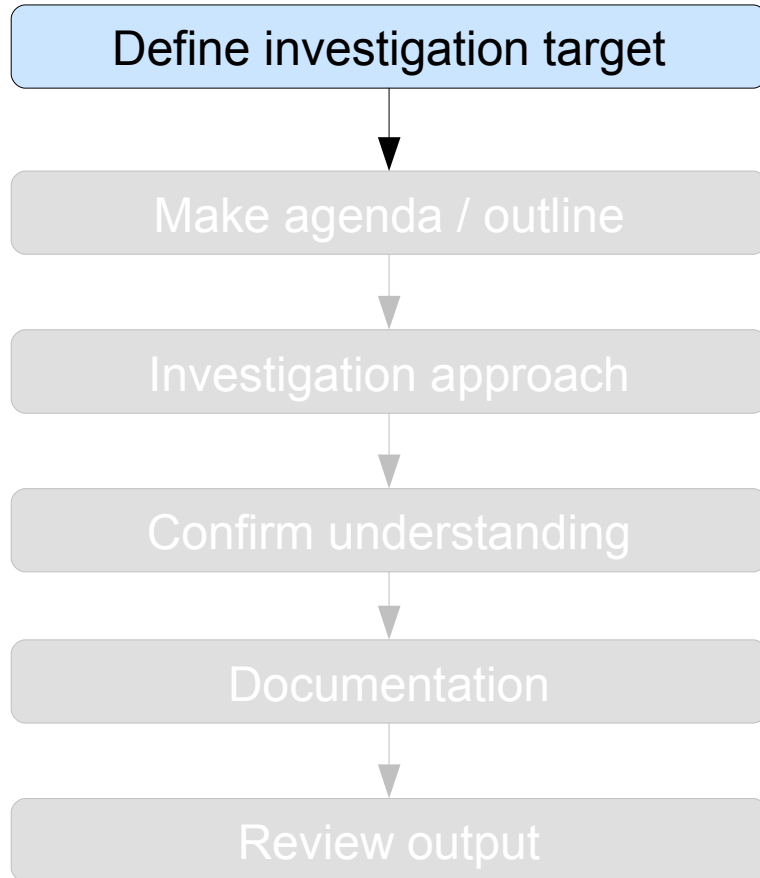 Define investigation target
Make agenda / outline
Investigation approach
Confirm understanding
Documentation
Review output